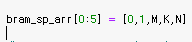 bram_sp_arr[0:5] = [0,1,M,K,N]